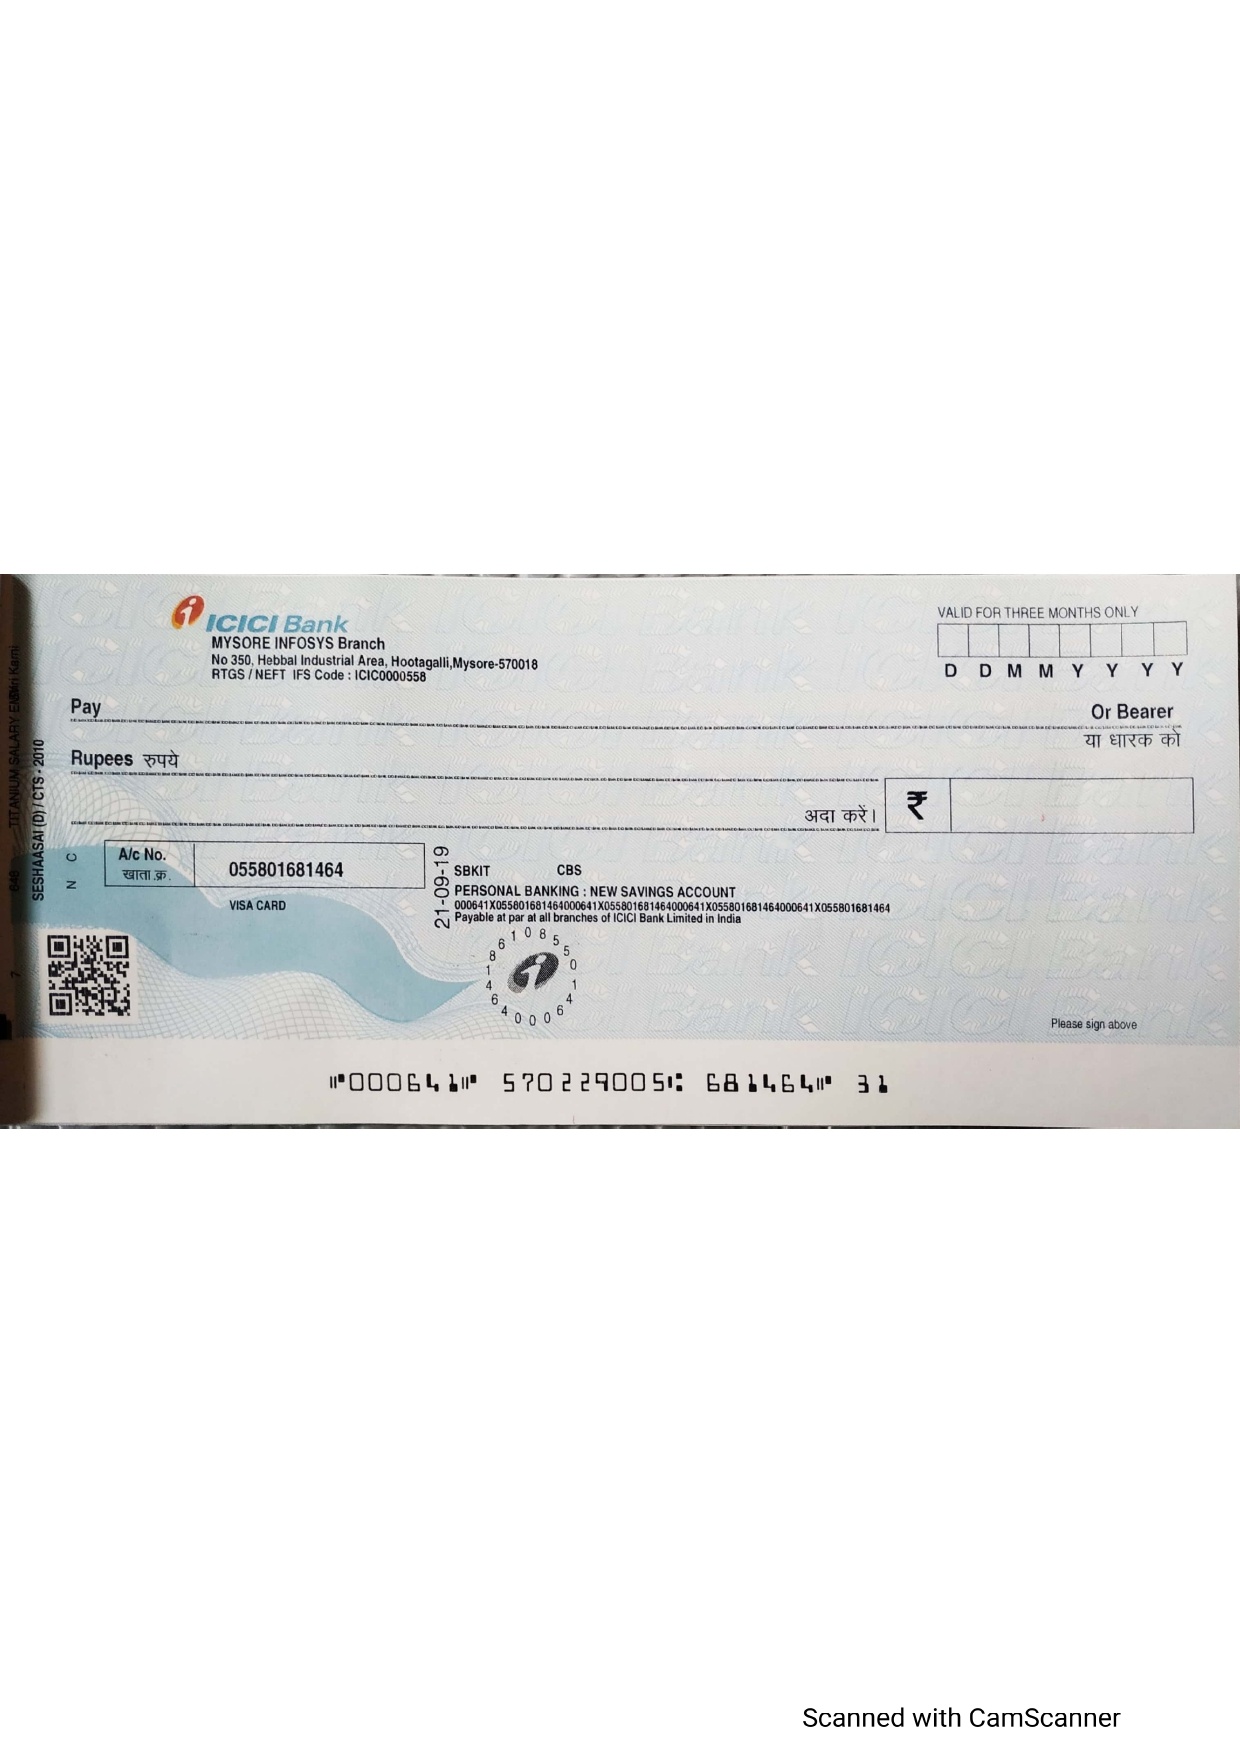 ICICI Bank
MYSORE INFOSYS Branch
No 350, Hebbal Industrial Area, Hootagalli,Mysore-570018
RTGS / NEFT IFS Code : ICIC0000558
VALID FOR THREE MONTHS ONLY
D D M M Y Y Y Y
Pay
Or Bearer
या धारक को
Rupees रुपये
अदा करें।
₹
A/c No.
खाता.क्र.
055801681464
VISA CARD
21-09-19
SBKIT CBS
PERSONAL BANKING : NEW SAVINGS ACCOUNT
000641X055801681464000641X055801681464000641X055801681464000641X055801681464
Payable at par at all branches of ICICI Bank Limited in India
SESHAASAI (D) / CTS - 2010
TITANIUM SALARY
N C
Please sign above
000641 570229005 681464 31
Scanned with CamScanner